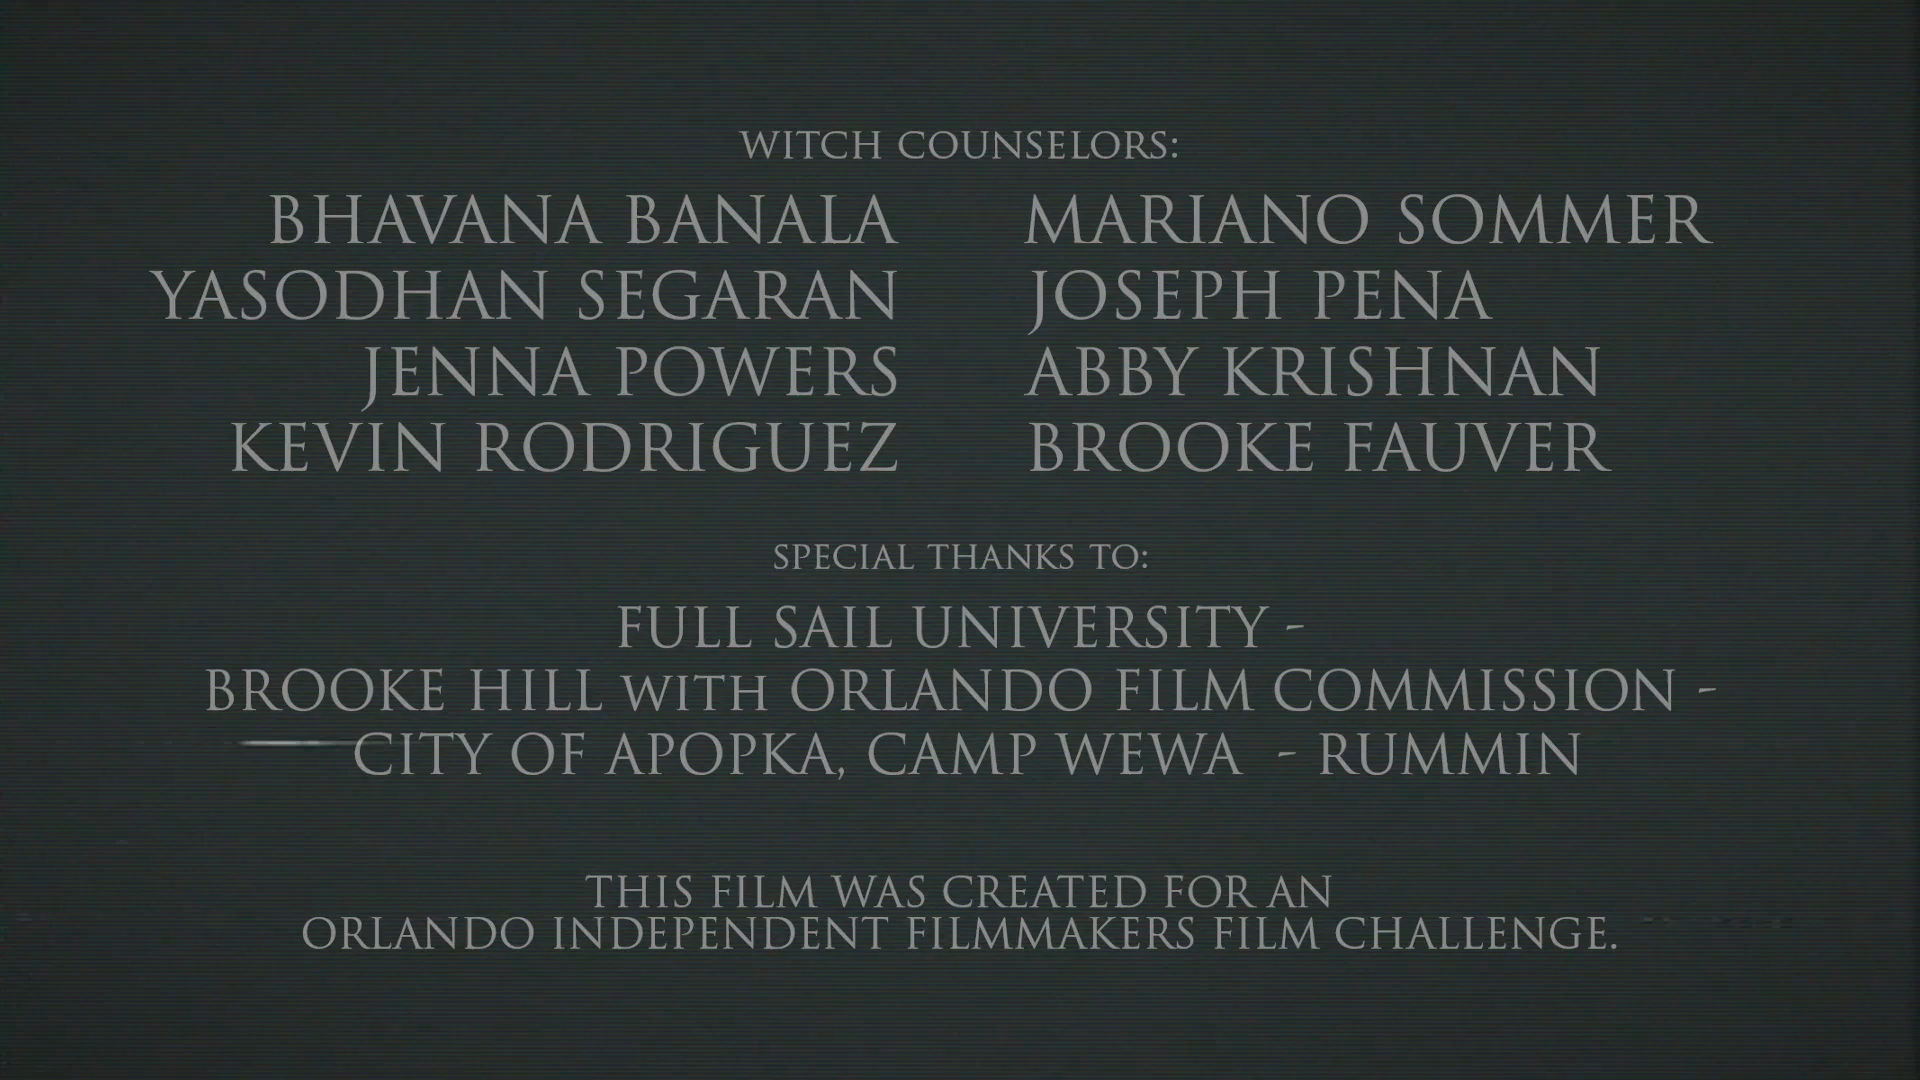 WITCH COUNSELORS:
BHAVANA BANALA MARIANO SOMMER
YASODHAN SEGARAN JOSEPH PENA
JENNA POWERS ABBY KRISHNAN
KEVIN RODRIGUEZ BROOKE FAUVER
SPECIAL THANKS TO:
FULL SAIL UNIVERSITY -
BROOKE HILL WITH ORLANDO FILM COMMISSION -
CITY OF APOPKA, CAMP WEWA - RUMMIN
THIS FILM WAS CREATED FOR AN
ORLANDO INDEPENDENT FILMMAKERS FILM CHALLENGE.